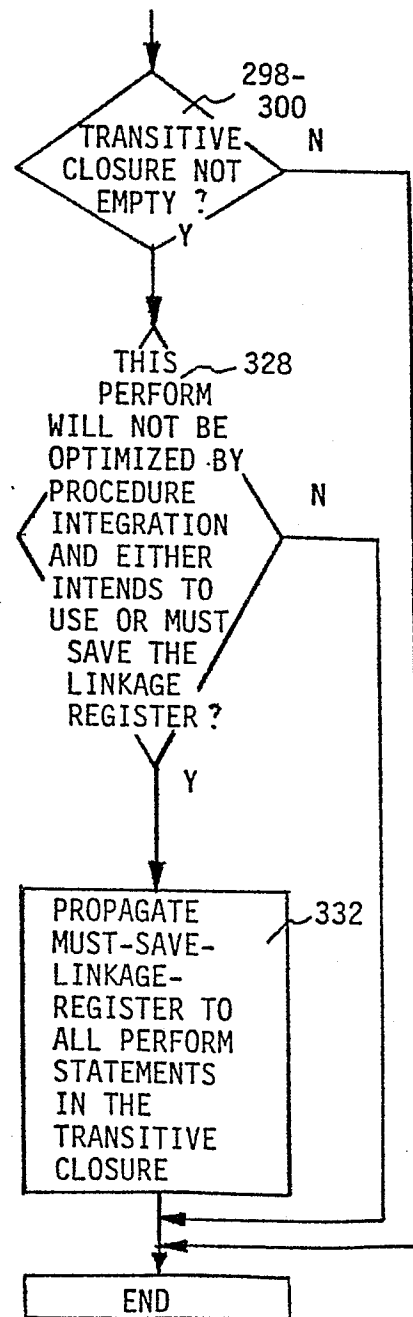 298-
300
TRANSITIVE
CLOSURE NOT
EMPTY ?
N
Y
THIS
328
PERFORM
WILL NOT BE
OPTIMIZED BY
PROCEDURE
INTEGRATION
AND EITHER
INTENDS TO
USE OR MUST
SAVE THE
LINKAGE
REGISTER ?
N
Y
PROPAGATE
332
MUST-SAVE-
LINKAGE-
REGISTER TO
ALL PERFORM
STATEMENTS
IN THE
TRANSITIVE
CLOSURE
END